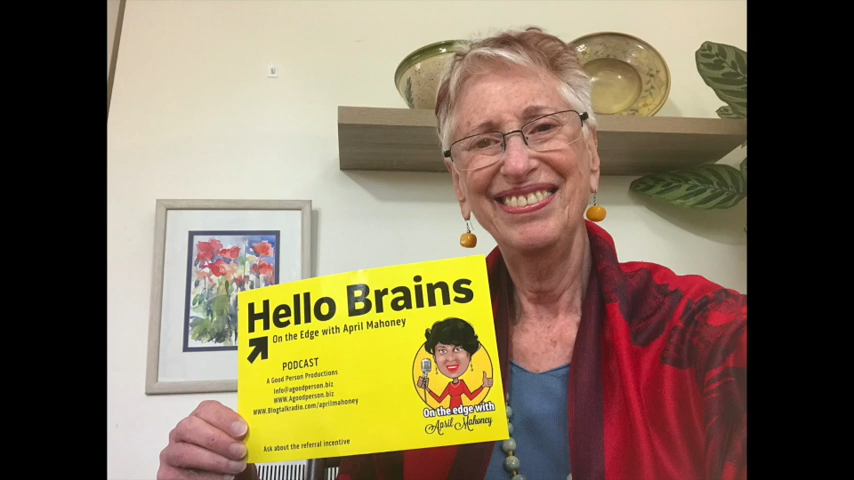 Hello Brains
On the Edge with April Mahoney
PODCAST
A Good Person Productions
Info@agoodperson.biz
WWW.Agoodperson.biz
www.Blogtalkradio.com/aprilmahoney
On the edge with
April Mahoney
Ask about the referral incentive